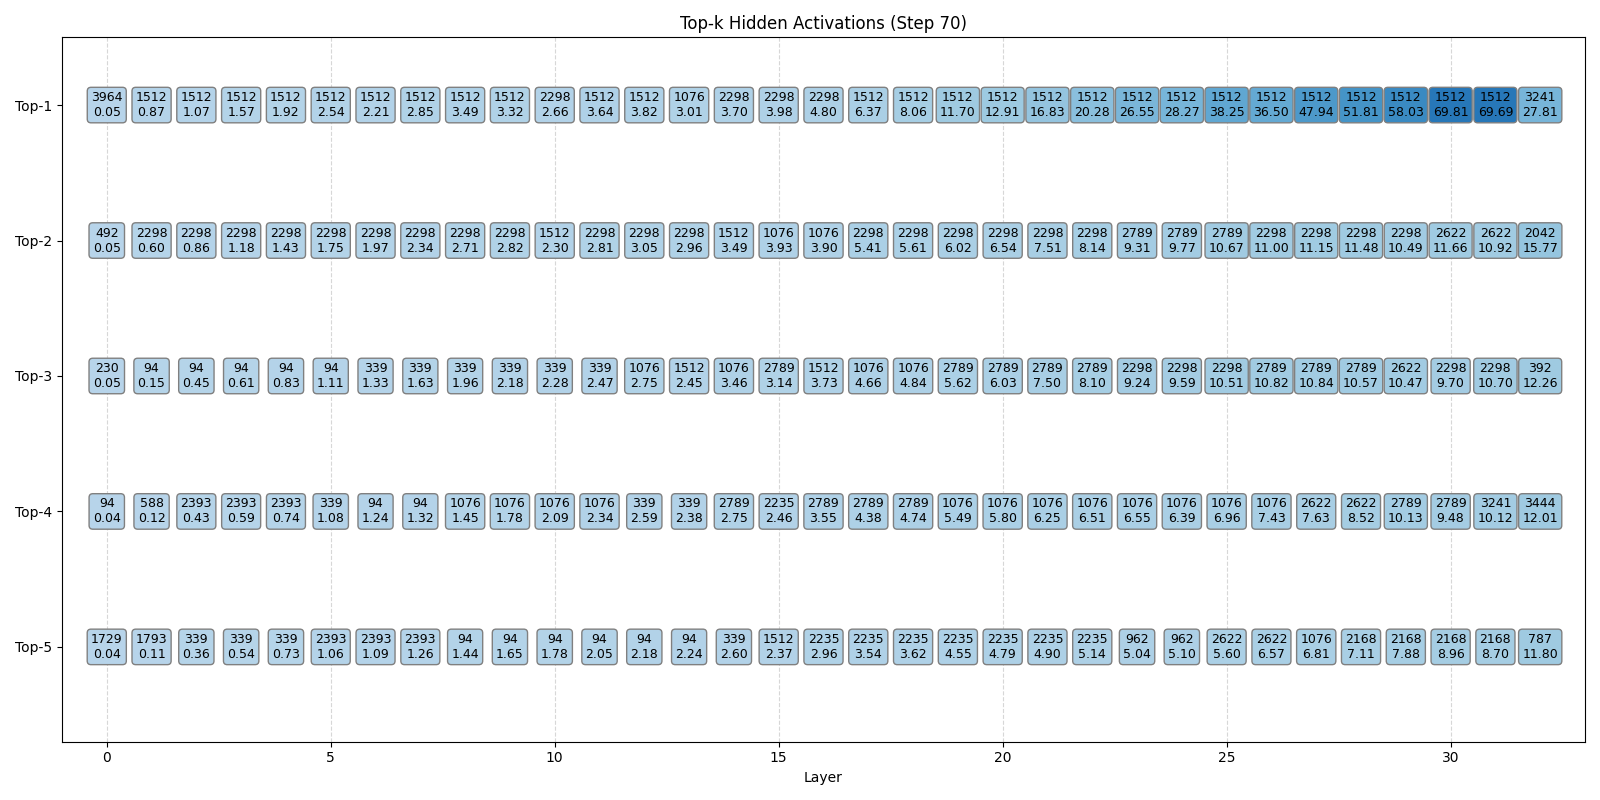 Top-k Hidden Activations (Step 70)
Top-1
3964 1512 1512 1512 1512 1512 1512 1512 1512 1512 2298 1512 1512 1076 2298 2298 2298 1512 1512 1512 1512 1512 1512 1512 1512 1512 1512 1512 1512 1512 1512 1512 3241
0.05 0.87 1.07 1.57 1.92 2.54 2.21 2.85 3.49 3.32 2.66 3.64 3.82 3.01 3.70 3.98 4.80 6.37 8.06 11.70 12.91 16.83 20.28 26.55 28.27 38.25 36.50 47.94 51.81 58.03 69.81 69.69 27.81
Top-2
492 2298 2298 2298 2298 2298 2298 2298 2298 2298 1512 2298 2298 2298 1512 1076 1076 2298 2298 2298 2298 2298 2298 2789 2789 2789 2298 2298 2298 2298 2622 2622 2042
0.05 0.60 0.86 1.18 1.43 1.75 1.97 2.34 2.71 2.82 2.30 2.81 3.05 2.96 3.49 3.93 3.90 5.41 5.61 6.02 6.54 7.51 8.14 9.31 9.77 10.67 11.00 11.15 11.48 10.49 11.66 10.92 15.77
Top-3
230 94 94 94 94 94 339 339 339 339 339 339 1076 1512 1076 2789 1512 1076 1076 2789 2789 2789 2789 2298 2298 2298 2789 2789 2789 2622 2298 2298 392
0.05 0.15 0.45 0.61 0.83 1.11 1.33 1.63 1.96 2.18 2.28 2.47 2.75 2.45 3.46 3.14 3.73 4.66 4.84 5.62 6.03 7.50 8.10 9.24 9.59 10.51 10.82 10.84 10.57 10.47 9.70 10.70 12.26
Top-4
94 588 2393 2393 2393 339 94 94 1076 1076 1076 1076 339 339 2789 2235 2789 2789 2789 1076 1076 1076 1076 1076 1076 1076 1076 2622 2622 2789 2789 3241 3444
0.04 0.12 0.43 0.59 0.74 1.08 1.24 1.32 1.45 1.78 2.09 2.34 2.59 2.38 2.75 2.46 3.55 4.38 4.74 5.49 5.80 6.25 6.51 6.55 6.39 6.96 7.43 7.63 8.52 10.13 9.48 10.12 12.01
Top-5
1729 1793 339 339 339 2393 2393 2393 94 94 94 94 94 94 339 1512 2235 2235 2235 2235 2235 2235 2235 962 962 2622 2622 1076 2168 2168 2168 2168 787
0.04 0.11 0.36 0.54 0.73 1.06 1.09 1.26 1.44 1.65 1.78 2.05 2.18 2.24 2.60 2.37 2.96 3.54 3.62 4.55 4.79 4.90 5.14 5.04 5.10 5.60 6.57 6.81 7.11 7.88 8.96 8.70 11.80
0 5 10 15 20 25 30
Layer